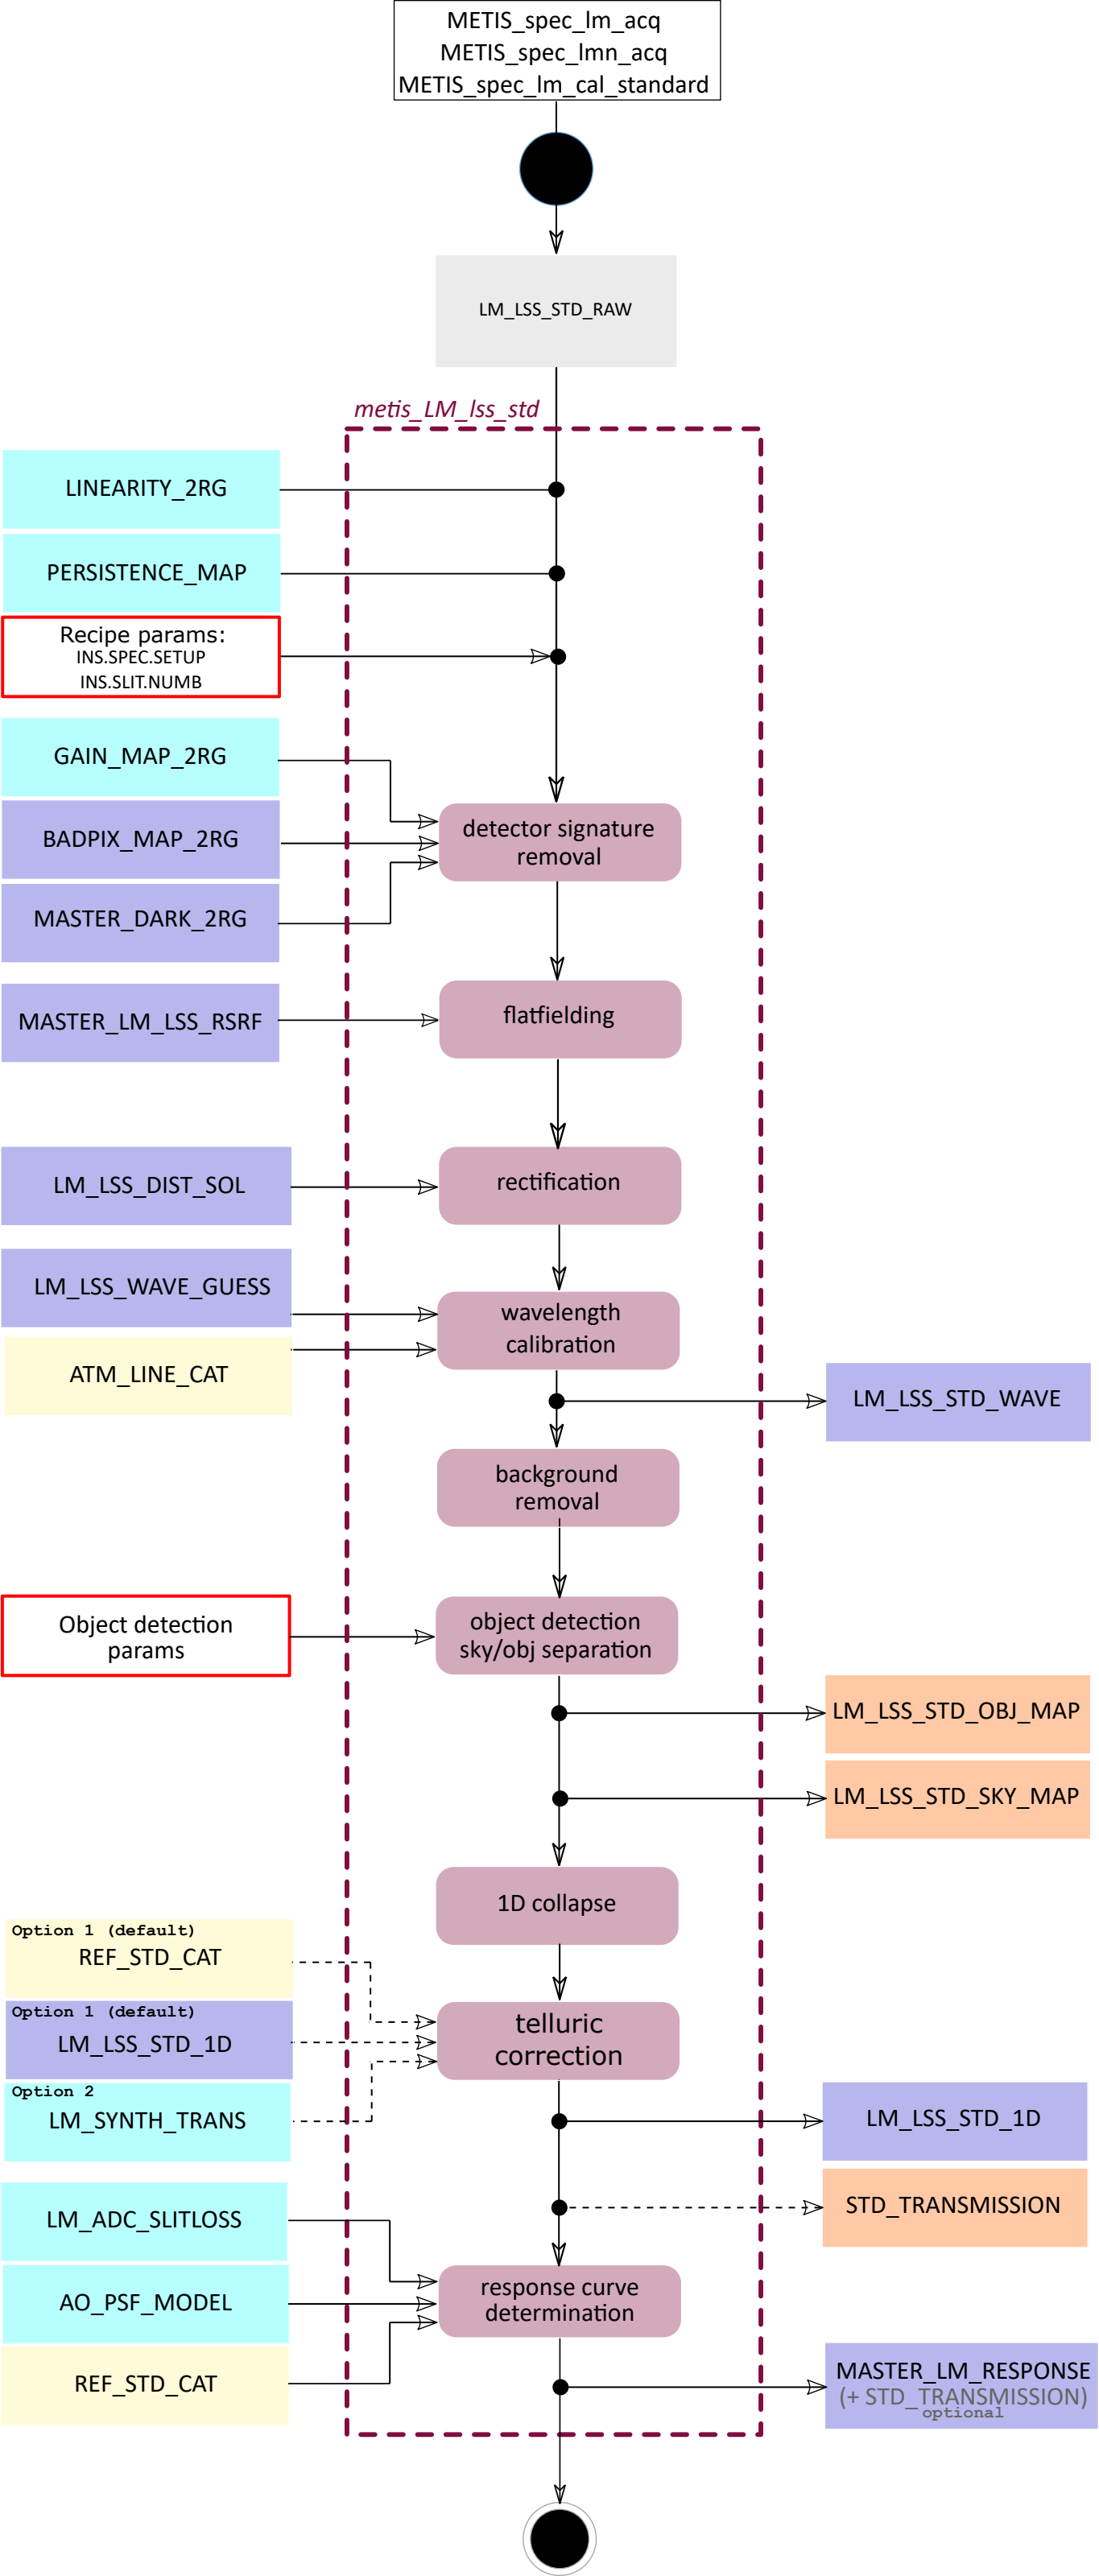 METIS_spec_lm_acq
METIS_spec_lmn_acq
METIS_spec_lm_cal_standard
LM_LSS_STD_RAW
metis_LM_lss_std
LINEARITY_2RG
PERSISTENCE_MAP
Recipe params:
INS.SPEC.SETUP
INS.SLIT.NUMB
GAIN_MAP_2RG
BADPIX_MAP_2RG
MASTER_DARK_2RG
detector signature
removal
MASTER_LM_LSS_RSRF
flatfielding
LM_LSS_DIST_SOL
rectification
LM_LSS_WAVE_GUESS
ATM_LINE_CAT
wavelength
calibration
LM_LSS_STD_WAVE
background
removal
Object detection
params
object detection
sky/obj separation
LM_LSS_STD_OBJ_MAP
LM_LSS_STD_SKY_MAP
1D collapse
Option 1 (default)
REF_STD_CAT
Option 1 (default)
LM_LSS_STD_1D
Option 2
LM_SYNTH_TRANS
telluric
correction
LM_LSS_STD_1D
STD_TRANSMISSION
LM_ADC_SLITLOSS
AO_PSF_MODEL
REF_STD_CAT
response curve
determination
MASTER_LM_RESPONSE
(+ STD_TRANSMISSION)
optional